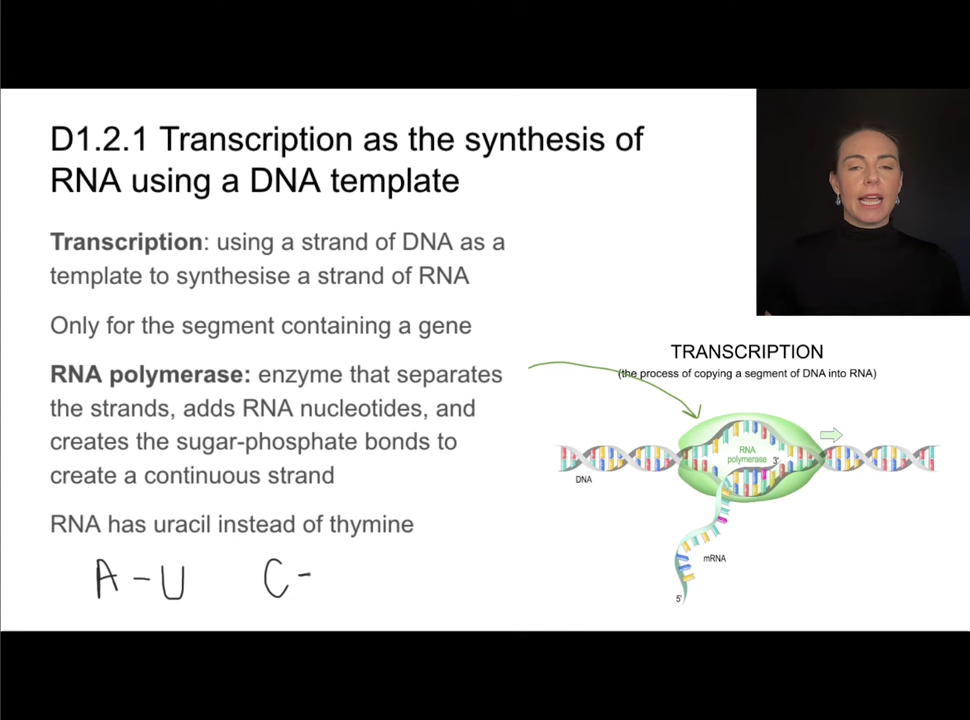 D1.2.1 Transcription as the synthesis of
RNA using a DNA template
Transcription: using a strand of DNA as a
template to synthesise a strand of RNA
Only for the segment containing a gene
RNA polymerase: enzyme that separates
the strands, adds RNA nucleotides, and
creates the sugar-phosphate bonds to
create a continuous strand
RNA has uracil instead of thymine
A - U C -
TRANSCRIPTION
(the process of copying a segment of DNA into RNA)
RNA
polymerase
3'
DNA
mRNA
5'